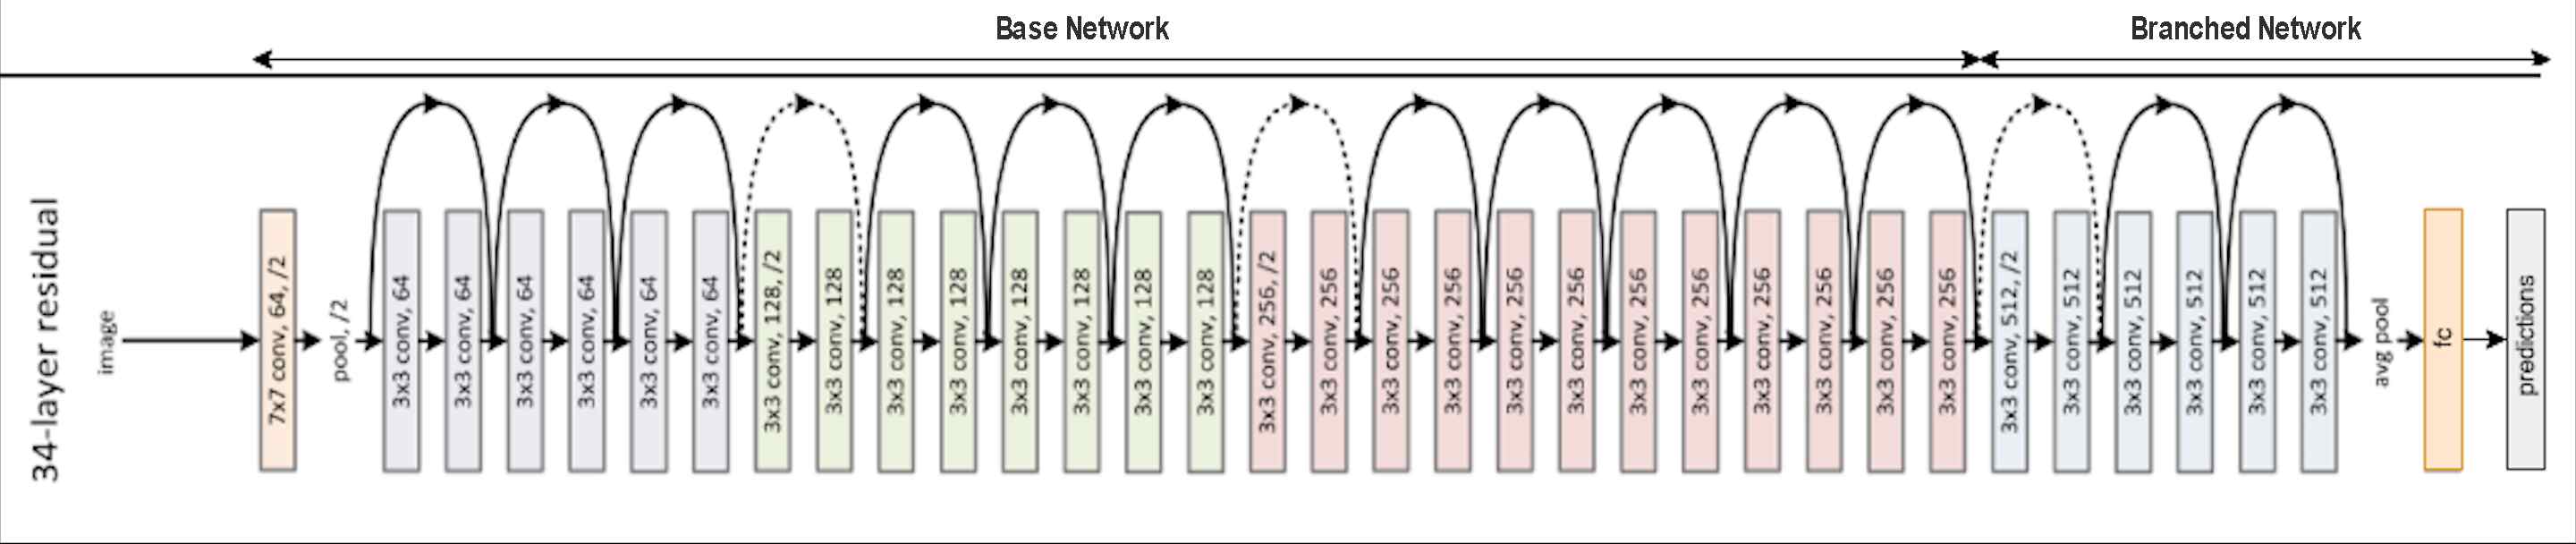 Base Network
Branched Network
34-layer residual
image
7x7 conv, 64, /2
pool, /2
3x3 conv, 64
3x3 conv, 64
3x3 conv, 64
3x3 conv, 64
3x3 conv, 64
3x3 conv, 64
3x3 conv, 128, /2
3x3 conv, 128
3x3 conv, 128
3x3 conv, 128
3x3 conv, 128
3x3 conv, 128
3x3 conv, 128
3x3 conv, 128
3x3 conv, 256, /2
3x3 conv, 256
3x3 conv, 256
3x3 conv, 256
3x3 conv, 256
3x3 conv, 256
3x3 conv, 256
3x3 conv, 256
3x3 conv, 256
3x3 conv, 256
3x3 conv, 256
3x3 conv, 256
3x3 conv, 512, /2
3x3 conv, 512
3x3 conv, 512
3x3 conv, 512
3x3 conv, 512
3x3 conv, 512
avg pool
fc
predictions